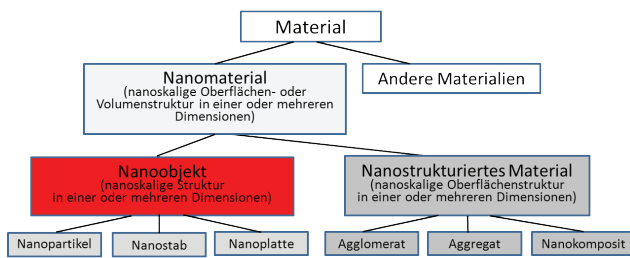 Material
Nanomaterial
(nanoskalige Oberflächen- oder
Volumenstruktur in einer oder mehreren
Dimensionen)
Andere Materialien
Nanoobjekt
(nanoskalige Struktur
in einer oder mehreren Dimensionen)
Nanostrukturiertes Material
(nanoskalige Oberflächenstruktur
in einer oder mehreren Dimensionen)
Nanopartikel
Nanostab
Nanoplatte
Agglomerat
Aggregat
Nanokomposit